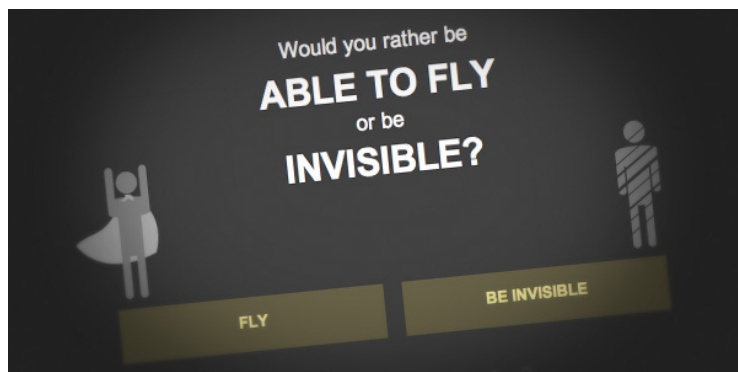 Would you rather be
ABLE TO FLY
or be
INVISIBLE?
FLY
BE INVISIBLE